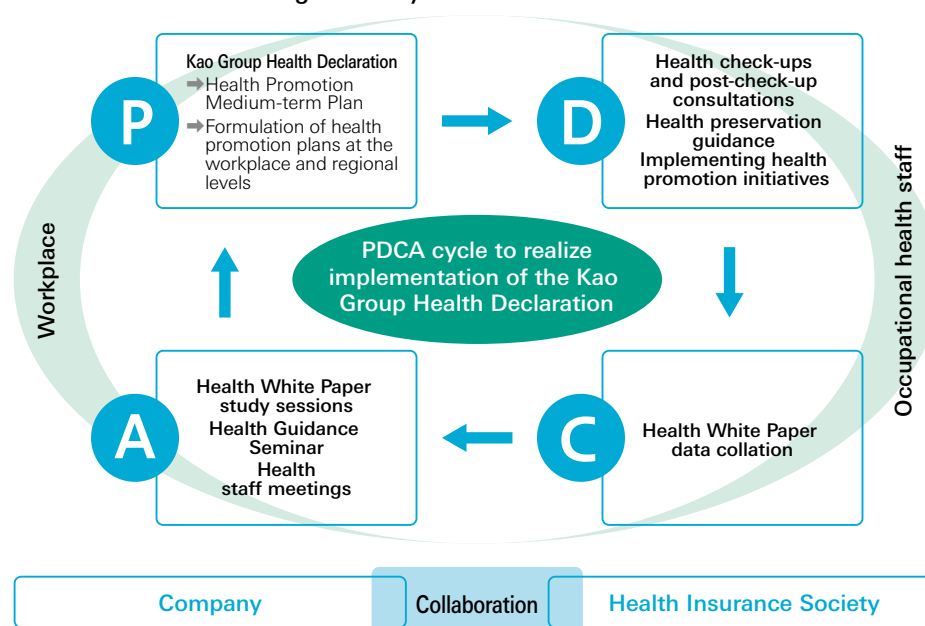 P
Kao Group Health Declaration
➔Health Promotion
Medium-term Plan
➔Formulation of health
promotion plans at the
workplace and regional
levels
D
Health check-ups
and post-check-up
consultations
Health preservation
guidance
Implementing health
promotion initiatives
Workplace
PDCA cycle to realize
implementation of the Kao
Group Health Declaration
Occupational health staff
A
Health White Paper
study sessions
Health Guidance
Seminar
Health
staff meetings
C
Health White Paper
data collation
Company
Collaboration
Health Insurance Society